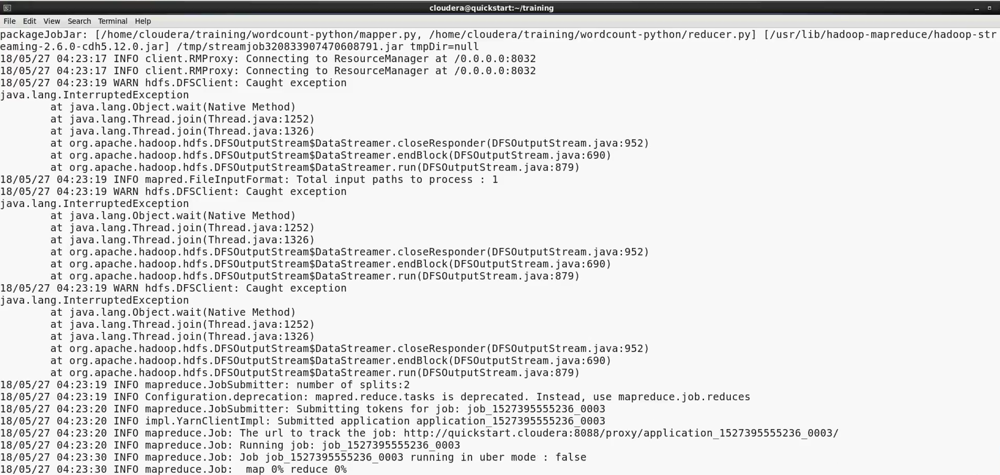 cloudera@quickstart:~/training
File Edit View Search Terminal Help
packageJobJar: [/home/cloudera/training/wordcount-python/mapper.py, /home/cloudera/training/wordcount-python/reducer.py] [/usr/lib/hadoop-mapreduce/hadoop-str
eaming-2.6.0-cdh5.12.0.jar] /tmp/streamjob320833907470608791.jar tmpDir=null
18/05/27 04:23:17 INFO client.RMProxy: Connecting to ResourceManager at /0.0.0.0:8032
18/05/27 04:23:17 INFO client.RMProxy: Connecting to ResourceManager at /0.0.0.0:8032
18/05/27 04:23:19 WARN hdfs.DFSClient: Caught exception
java.lang.InterruptedException
        at java.lang.Object.wait(Native Method)
        at java.lang.Thread.join(Thread.java:1252)
        at java.lang.Thread.join(Thread.java:1326)
        at org.apache.hadoop.hdfs.DFSOutputStream$DataStreamer.closeResponder(DFSOutputStream.java:952)
        at org.apache.hadoop.hdfs.DFSOutputStream$DataStreamer.endBlock(DFSOutputStream.java:690)
        at org.apache.hadoop.hdfs.DFSOutputStream$DataStreamer.run(DFSOutputStream.java:879)
18/05/27 04:23:19 INFO mapred.FileInputFormat: Total input paths to process : 1
18/05/27 04:23:19 WARN hdfs.DFSClient: Caught exception
java.lang.InterruptedException
        at java.lang.Object.wait(Native Method)
        at java.lang.Thread.join(Thread.java:1252)
        at java.lang.Thread.join(Thread.java:1326)
        at org.apache.hadoop.hdfs.DFSOutputStream$DataStreamer.closeResponder(DFSOutputStream.java:952)
        at org.apache.hadoop.hdfs.DFSOutputStream$DataStreamer.endBlock(DFSOutputStream.java:690)
        at org.apache.hadoop.hdfs.DFSOutputStream$DataStreamer.run(DFSOutputStream.java:879)
18/05/27 04:23:19 WARN hdfs.DFSClient: Caught exception
java.lang.InterruptedException
        at java.lang.Object.wait(Native Method)
        at java.lang.Thread.join(Thread.java:1252)
        at java.lang.Thread.join(Thread.java:1326)
        at org.apache.hadoop.hdfs.DFSOutputStream$DataStreamer.closeResponder(DFSOutputStream.java:952)
        at org.apache.hadoop.hdfs.DFSOutputStream$DataStreamer.endBlock(DFSOutputStream.java:690)
        at org.apache.hadoop.hdfs.DFSOutputStream$DataStreamer.run(DFSOutputStream.java:879)
18/05/27 04:23:19 INFO mapreduce.JobSubmitter: number of splits:2
18/05/27 04:23:19 INFO Configuration.deprecation: mapred.reduce.tasks is deprecated. Instead, use mapreduce.job.reduces
18/05/27 04:23:20 INFO mapreduce.JobSubmitter: Submitting tokens for job: job_1527395555236_0003
18/05/27 04:23:20 INFO impl.YarnClientImpl: Submitted application application_1527395555236_0003
18/05/27 04:23:20 INFO mapreduce.Job: The url to track the job: http://quickstart.cloudera:8088/proxy/application_1527395555236_0003/
18/05/27 04:23:20 INFO mapreduce.Job: Running job: job_1527395555236_0003
18/05/27 04:23:30 INFO mapreduce.Job: Job job_1527395555236_0003 running in uber mode : false
18/05/27 04:23:30 INFO mapreduce.Job:  map 0% reduce 0%